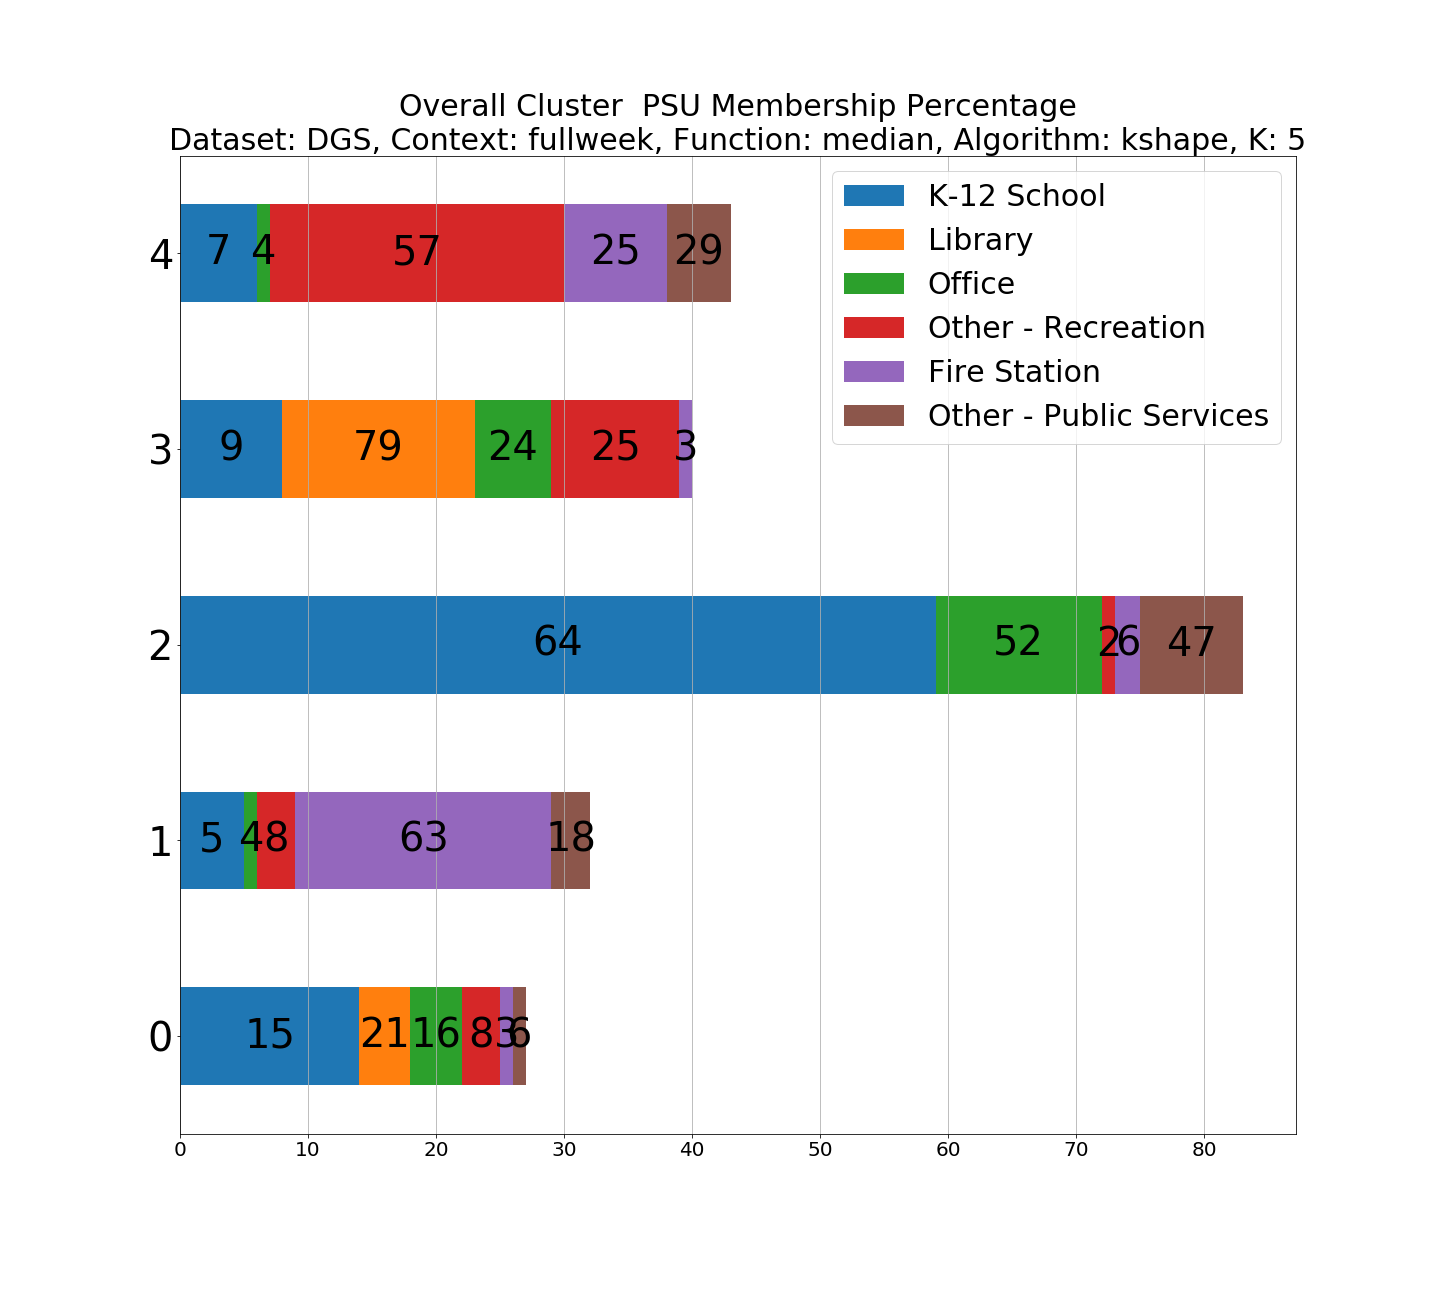 Overall Cluster  PSU Membership Percentage
Dataset: DGS, Context: fullweek, Function: median, Algorithm: kshape, K: 5
K-12 School
Library
Office
Other - Recreation
Fire Station
Other - Public Services
4 7 4 57 25 29
3 9 79 24 25 3
2 64 52 2 6 47
1 5 4 8 63 18
0 15 21 16 8 3 6
0 10 20 30 40 50 60 70 80